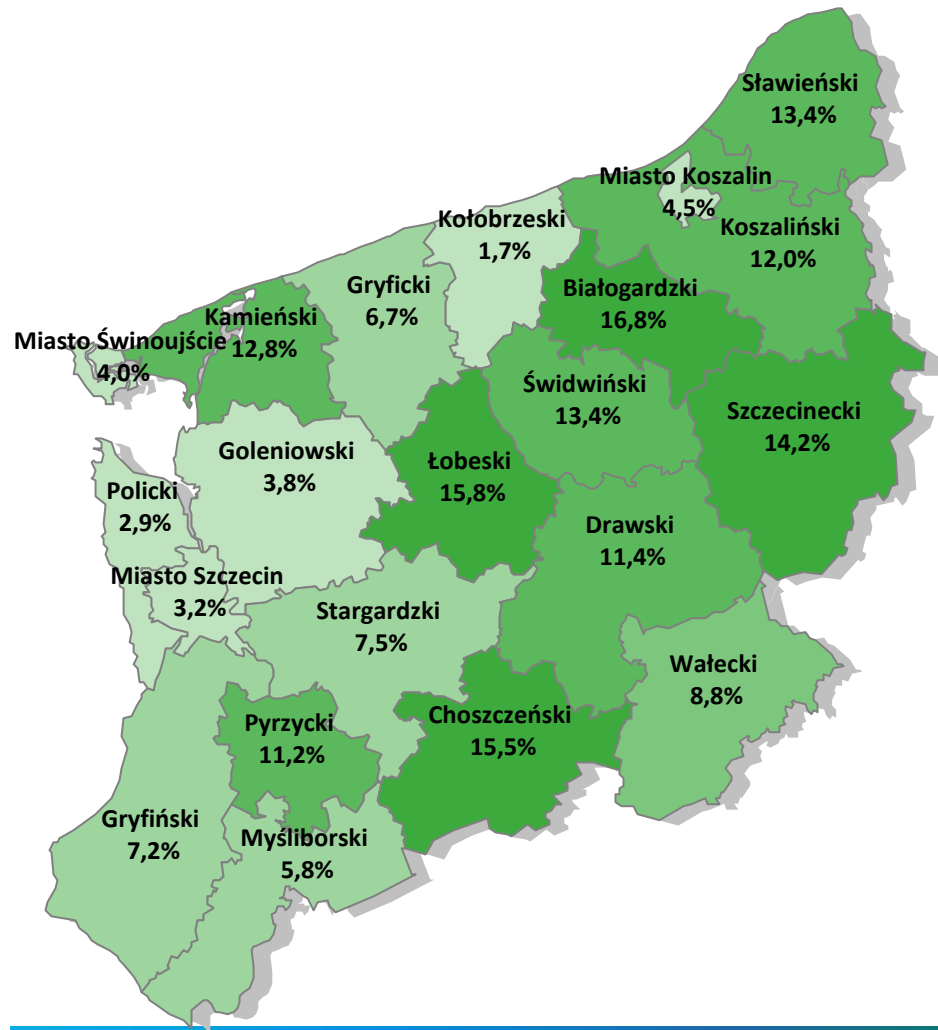 Sławieński
13,4%
Miasto Koszalin
4,5%
Kołobrzeski
1,7%
Koszaliński
12,0%
Gryficki
6,7%
Białogardzki
16,8%
Kamieński
12,8%
Miasto Świnoujście
4,0%
Świdwiński
13,4%
Szczecinecki
14,2%
Goleniowski
3,8%
Łobeski
15,8%
Policki
2,9%
Drawski
11,4%
Miasto Szczecin
3,2%
Stargardzki
7,5%
Wałecki
8,8%
Choszczeński
15,5%
Pyrzycki
11,2%
Gryfiński
7,2%
Myśliborski
5,8%